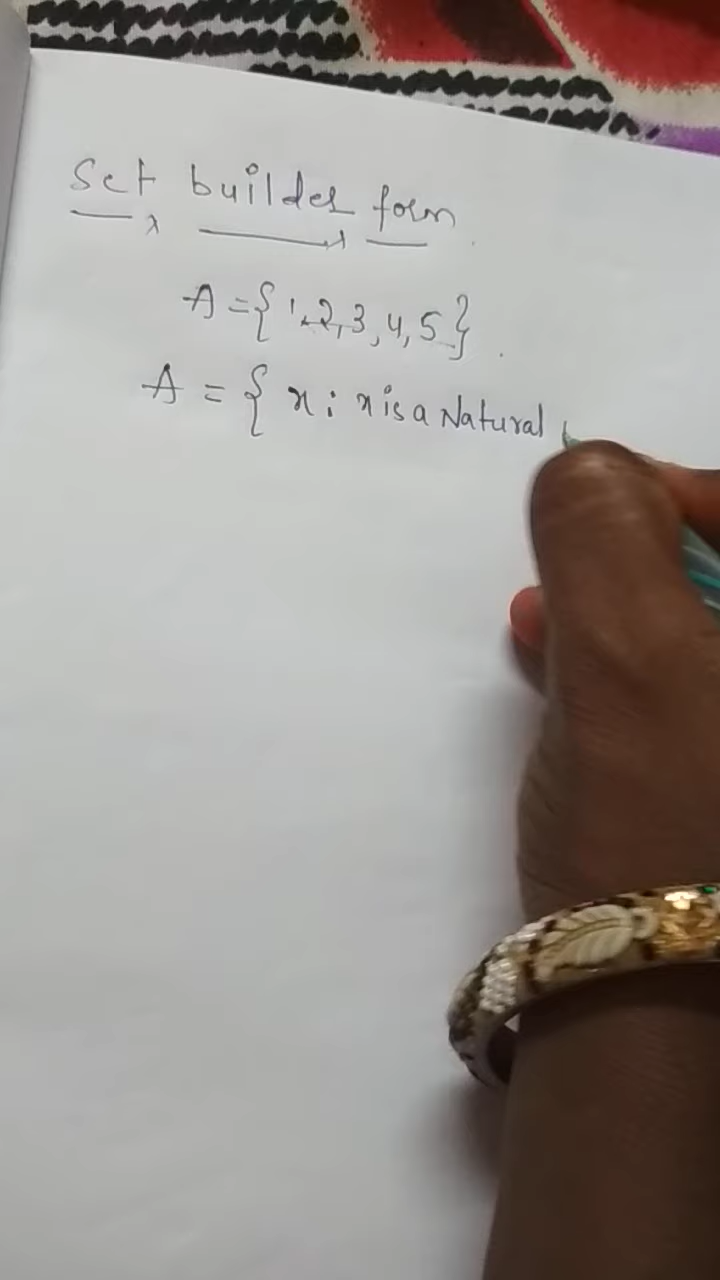 Set builder form
A = { 1, 2, 3, 4, 5 } .
A = { x : x is a Natural